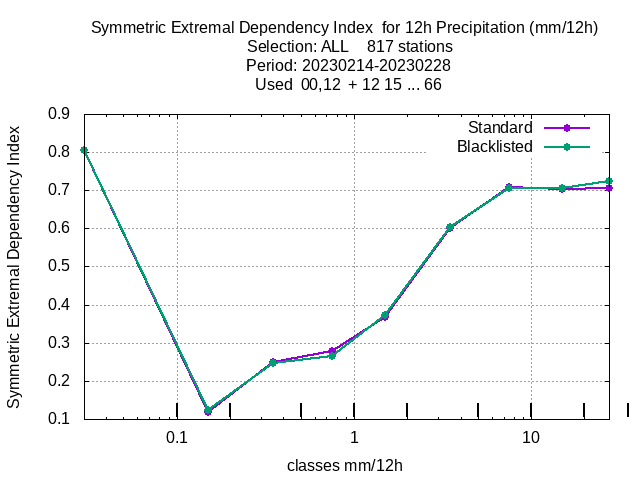 Symmetric Extremal Dependency Index  for 12h Precipitation (mm/12h)
Selection: ALL    817 stations
Period: 20230214-20230228
Used  00,12  + 12 15 ... 66
Standard
Blacklisted
Symmetric Extremal Dependency Index
0.9
0.8
0.7
0.6
0.5
0.4
0.3
0.2
0.1
0.1 1 10
classes mm/12h